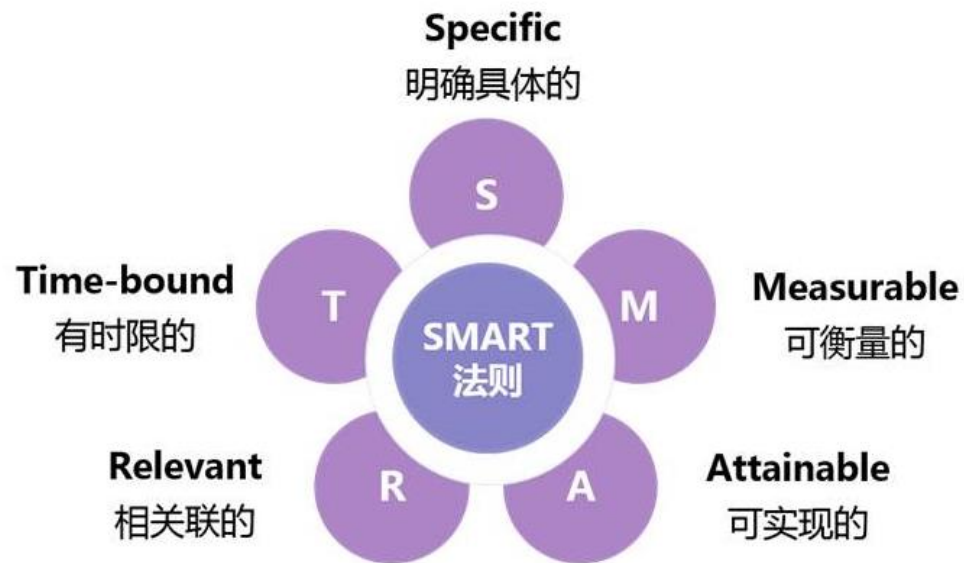 Specific
明确具体的
S
Time-bound
有时限的
T
M
Measurable
可衡量的
SMART
法则
Relevant
相关联的
R
A
Attainable
可实现的